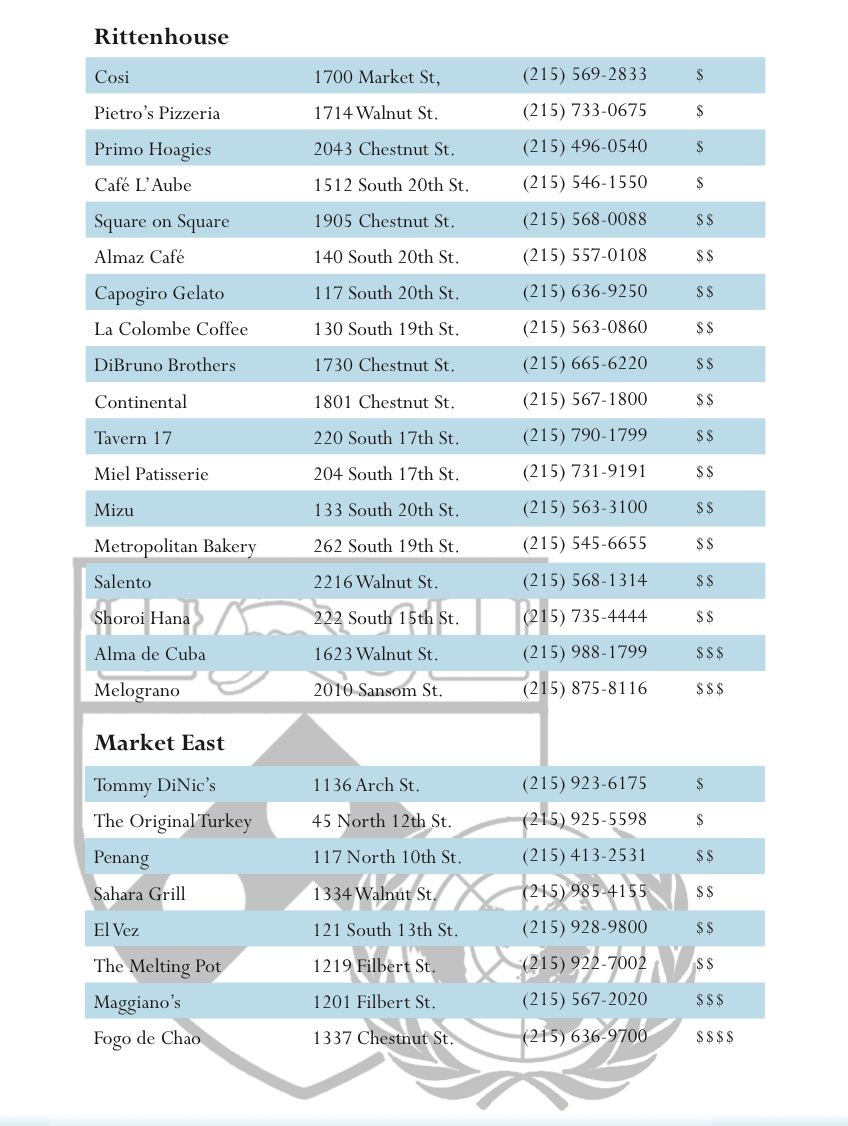 Rittenhouse
Cosi 1700 Market St, (215) 569-2833 $
Pietro’s Pizzeria 1714 Walnut St. (215) 733-0675 $
Primo Hoagies 2043 Chestnut St. (215) 496-0540 $
Café L’Aube 1512 South 20th St. (215) 546-1550 $
Square on Square 1905 Chestnut St. (215) 568-0088 $$
Almaz Café 140 South 20th St. (215) 557-0108 $$
Capogiro Gelato 117 South 20th St. (215) 636-9250 $$
La Colombe Coffee 130 South 19th St. (215) 563-0860 $$
DiBruno Brothers 1730 Chestnut St. (215) 665-6220 $$
Continental 1801 Chestnut St. (215) 567-1800 $$
Tavern 17 220 South 17th St. (215) 790-1799 $$
Miel Patisserie 204 South 17th St. (215) 731-9191 $$
Mizu 133 South 20th St. (215) 563-3100 $$
Metropolitan Bakery 262 South 19th St. (215) 545-6655 $$
Salento 2216 Walnut St. (215) 568-1314 $$
Shoroi Hana 222 South 15th St. (215) 735-4444 $$
Alma de Cuba 1623 Walnut St. (215) 988-1799 $$$
Melograno 2010 Sansom St. (215) 875-8116 $$$
Market East
Tommy DiNic’s 1136 Arch St. (215) 923-6175 $
The Original Turkey 45 North 12th St. (215) 925-5598 $
Penang 117 North 10th St. (215) 413-2531 $$
Sahara Grill 1334 Walnut St. (215) 985-4155 $$
El Vez 121 South 13th St. (215) 928-9800 $$
The Melting Pot 1219 Filbert St. (215) 922-7002 $$
Maggiano’s 1201 Filbert St. (215) 567-2020 $$$
Fogo de Chao 1337 Chestnut St. (215) 636-9700 $$$$